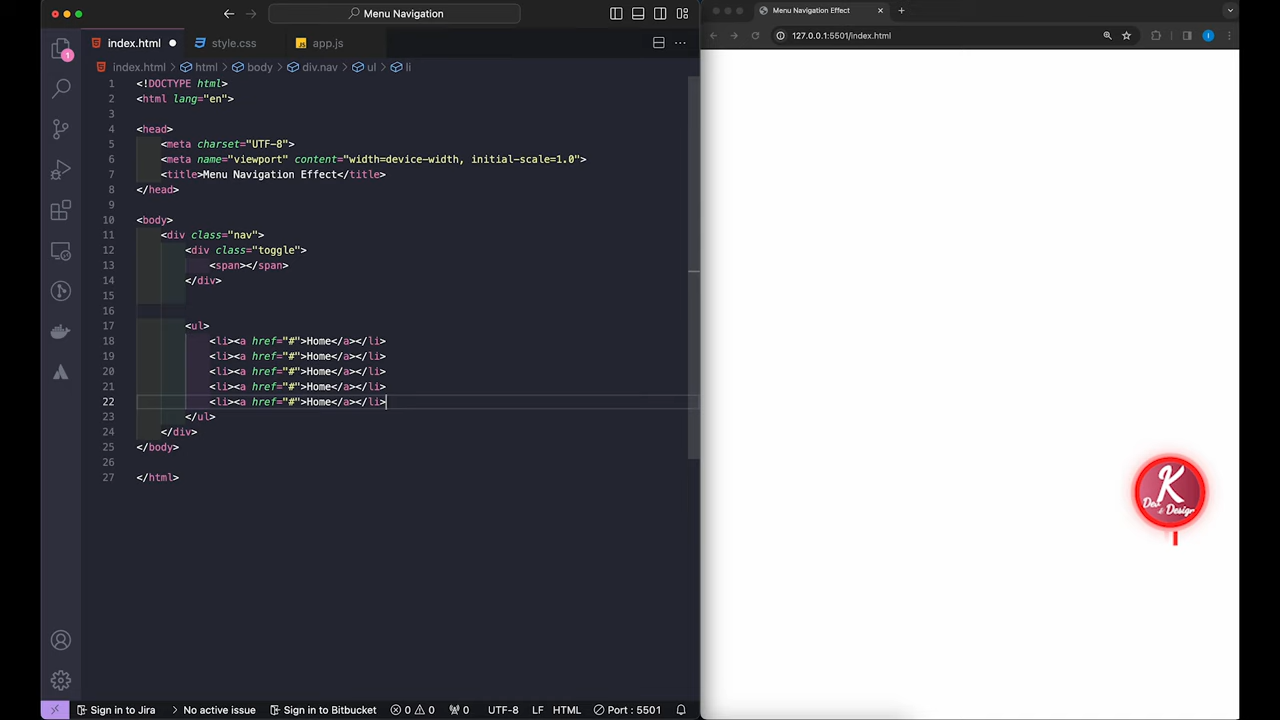 Menu Navigation
index.html
style.css
app.js
index.html > html > body > div.nav > ul > li
1 <!DOCTYPE html>
2 <html lang="en">
3
4 <head>
5 <meta charset="UTF-8">
6 <meta name="viewport" content="width=device-width, initial-scale=1.0">
7 <title>Menu Navigation Effect</title>
8 </head>
9
10 <body>
11 <div class="nav">
12 <div class="toggle">
13 <span></span>
14 </div>
15
16
17 <ul>
18 <li><a href="#">Home</a></li>
19 <li><a href="#">Home</a></li>
20 <li><a href="#">Home</a></li>
21 <li><a href="#">Home</a></li>
22 <li><a href="#">Home</a></li>
23 </ul>
24 </div>
25 </body>
26
27 </html>
1
Sign in to Jira
No active issue
Sign in to Bitbucket
0
0
0
UTF-8
LF
HTML
Port : 5501
Menu Navigation Effect
127.0.0.1:5501/index.html
K
& Design